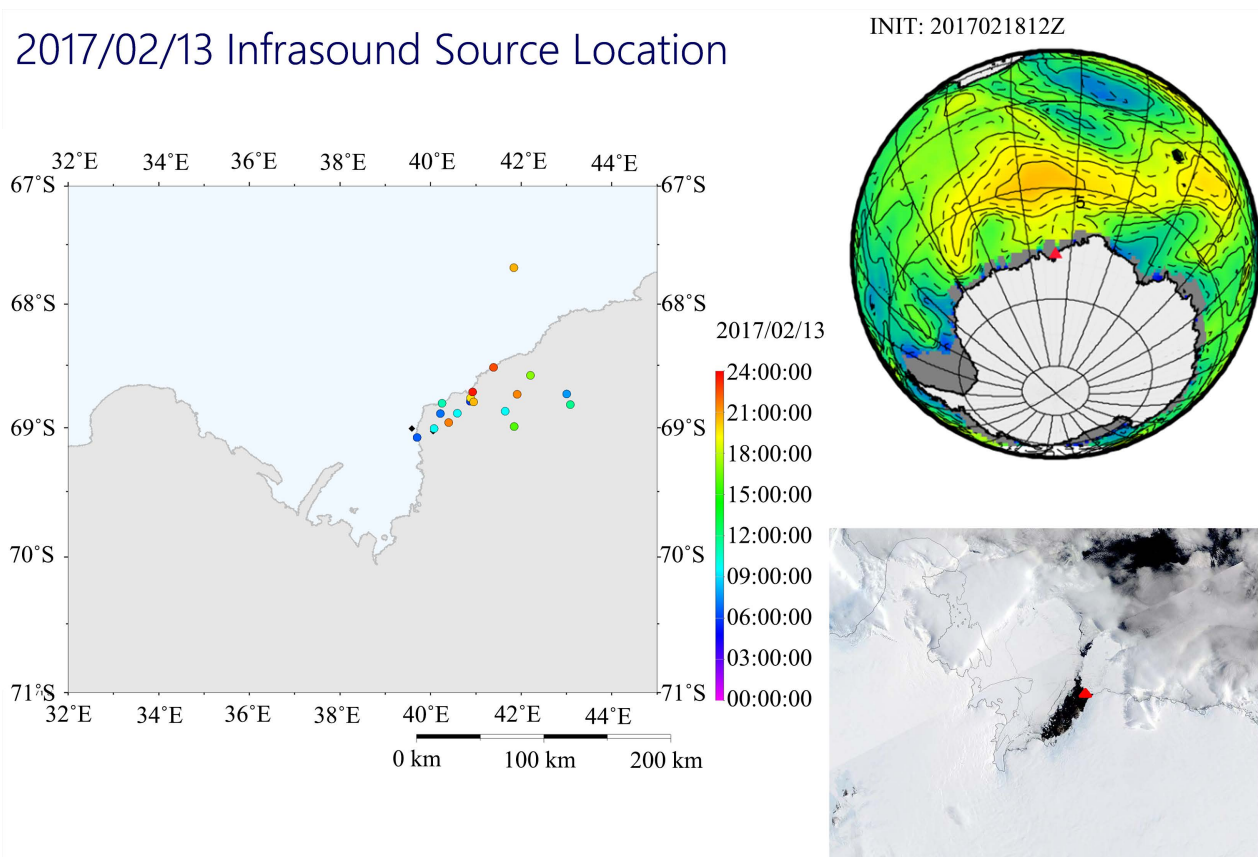 2017/02/13 Infrasound Source Location
INIT: 2017021812Z
32°E 34°E 36°E 38°E 40°E 42°E 44°E
67°S 67°S
68°S 68°S
69°S 69°S
70°S 70°S
71°S 71°S
32°E 34°E 36°E 38°E 40°E 42°E 44°E
0 km 100 km 200 km
2017/02/13
24:00:00
21:00:00
18:00:00
15:00:00
12:00:00
09:00:00
06:00:00
03:00:00
00:00:00
5